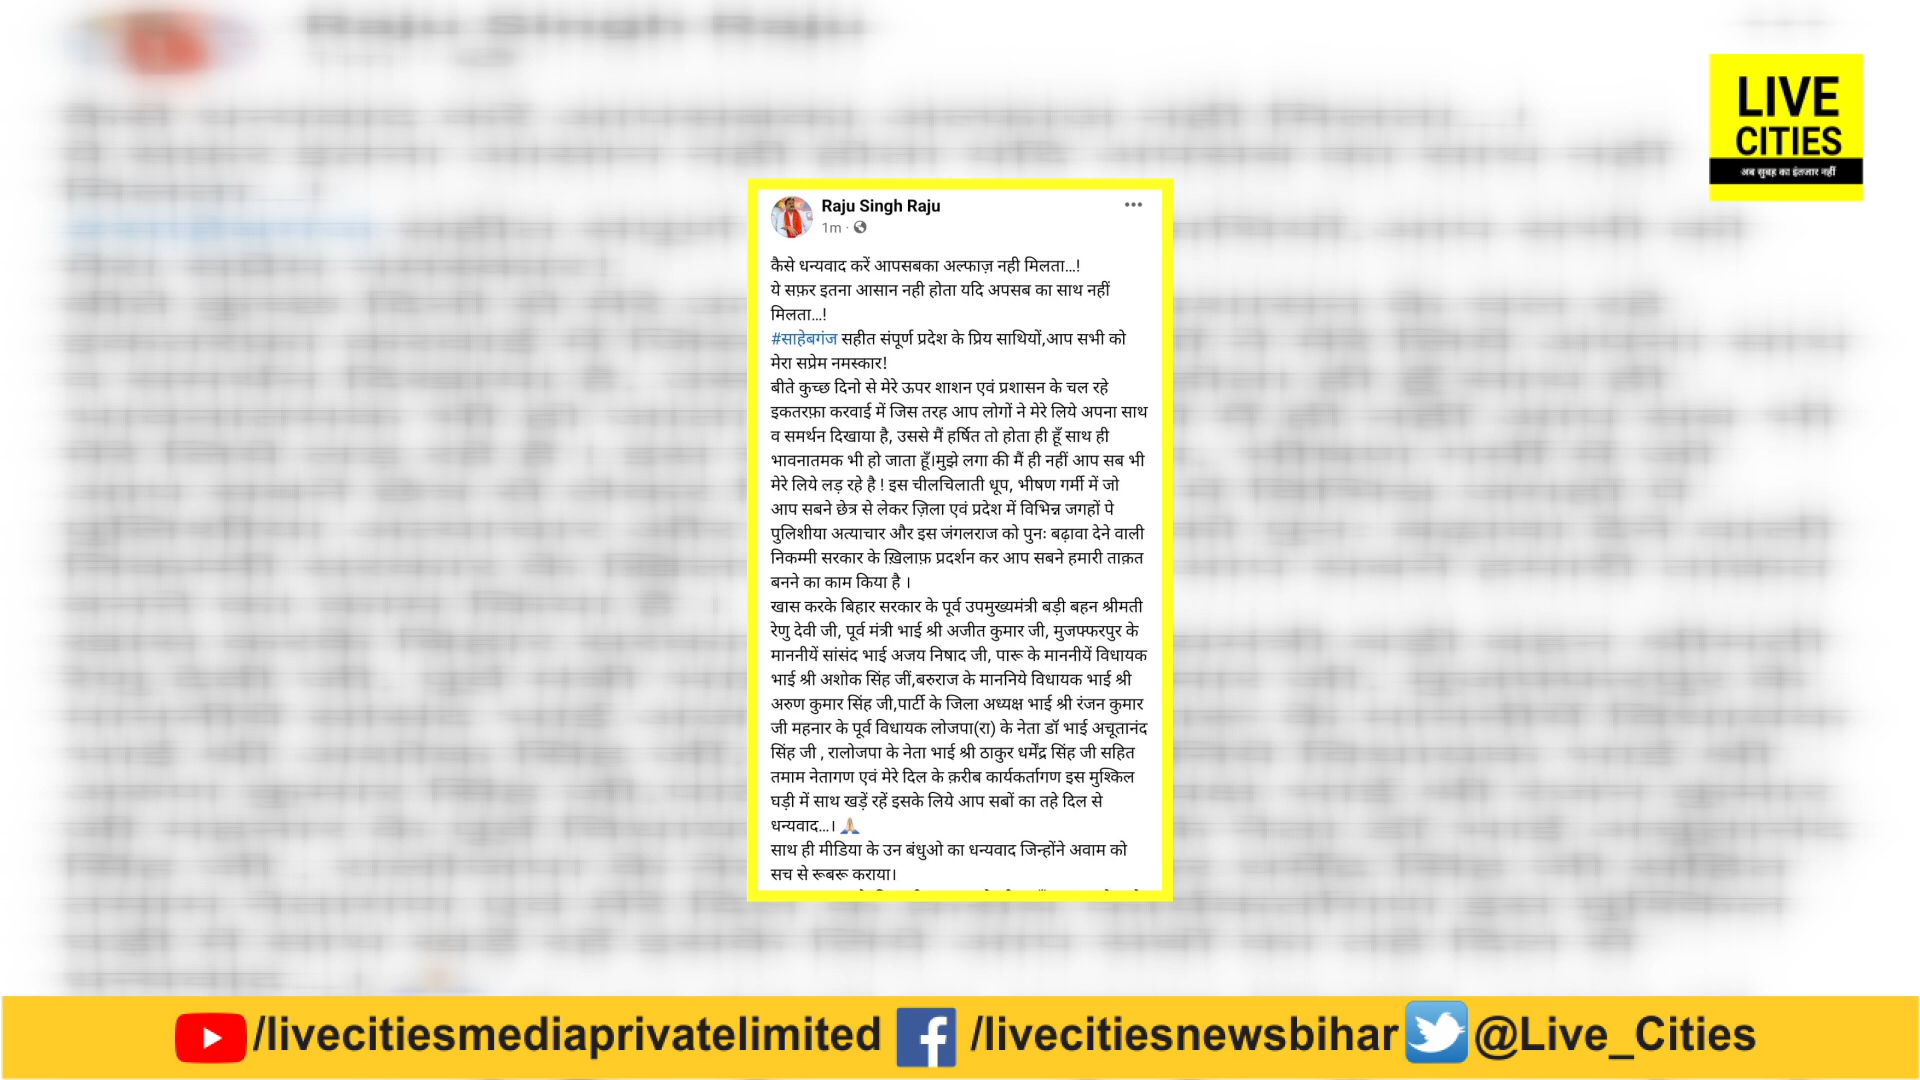 LIVE
CITIES
अब सुबह का इंतजार नहीं
Raju Singh Raju
1m
कैसे धन्यवाद करें आपसबका अल्फाज़ नही मिलता...!
ये सफ़र इतना आसान नही होता यदि अपसब का साथ नहीं
मिलता...!
#साहेबगंज सहीत संपूर्ण प्रदेश के प्रिय साथियों,आप सभी को
मेरा सप्रेम नमस्कार!
बीते कुच्छ दिनो से मेरे ऊपर शाशन एवं प्रशासन के चल रहे
इकतरफ़ा करवाई में जिस तरह आप लोगों ने मेरे लिये अपना साथ
व समर्थन दिखाया है, उससे मैं हर्षित तो होता ही हूँ साथ ही
भावनातमक भी हो जाता हूँ।मुझे लगा की मैं ही नहीं आप सब भी
मेरे लिये लड़ रहे है ! इस चीलचिलाती धूप, भीषण गर्मी में जो
आप सबने छेत्र से लेकर ज़िला एवं प्रदेश में विभिन्न जगहों पे
पुलिशीया अत्याचार और इस जंगलराज को पुनः बढ़ावा देने वाली
निकम्मी सरकार के ख़िलाफ़ प्रदर्शन कर आप सबने हमारी ताक़त
बनने का काम किया है ।
खास करके बिहार सरकार के पूर्व उपमुख्यमंत्री बड़ी बहन श्रीमती
रेणु देवी जी, पूर्व मंत्री भाई श्री अजीत कुमार जी, मुजफ्फरपुर के
माननीयें सांसंद भाई अजय निषाद जी, पारू के माननीयें विधायक
भाई श्री अशोक सिंह जीं,बरुराज के माननिये विधायक भाई श्री
अरुण कुमार सिंह जी,पार्टी के जिला अध्यक्ष भाई श्री रंजन कुमार
जी महनार के पूर्व विधायक लोजपा(रा) के नेता डॉ भाई अचूतानंद
सिंह जी , रालोजपा के नेता भाई श्री ठाकुर धर्मेंद्र सिंह जी सहित
तमाम नेतागण एवं मेरे दिल के क़रीब कार्यकर्तागण इस मुश्किल
घड़ी में साथ खड़ें रहें इसके लिये आप सबों का तहे दिल से
धन्यवाद...। 🙏🏻
साथ ही मीडिया के उन बंधुओ का धन्यवाद जिन्होंने अवाम को
सच से रूबरू कराया।
/livecitiesmediaprivatelimited /livecitiesnewsbihar @Live_Cities